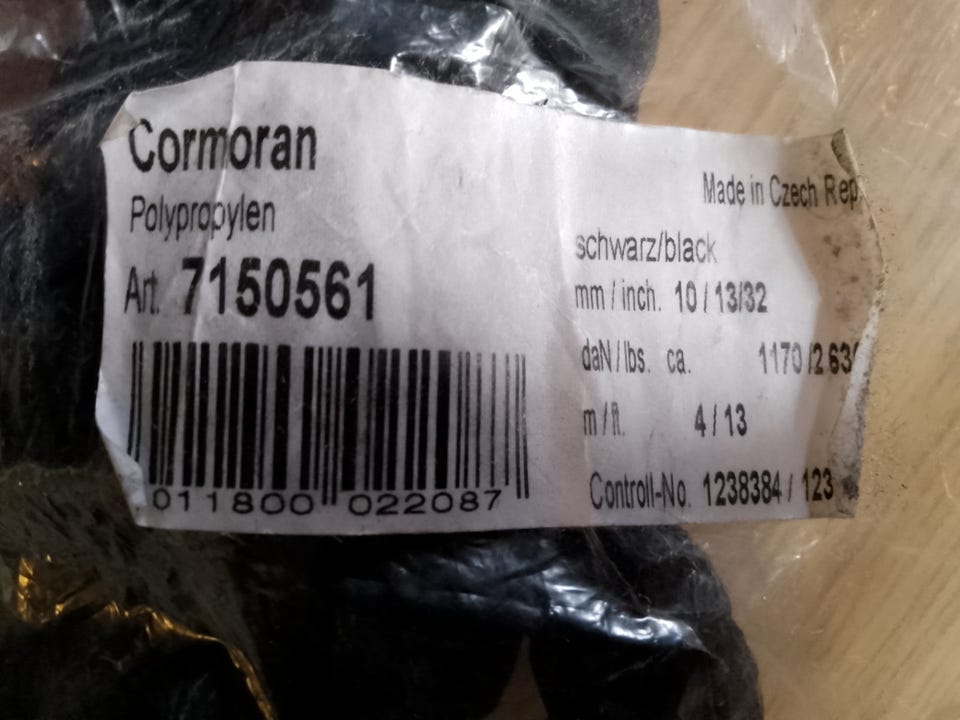 Cormoran
Polypropylen
Art. 7150561
011800 022087
Made in Czech Rep
schwarz/black
mm / inch. 10 / 13/32
daN / lbs. ca. 1170 /2 63
m / ft. 4 / 13
Controll-No. 1238384 / 123